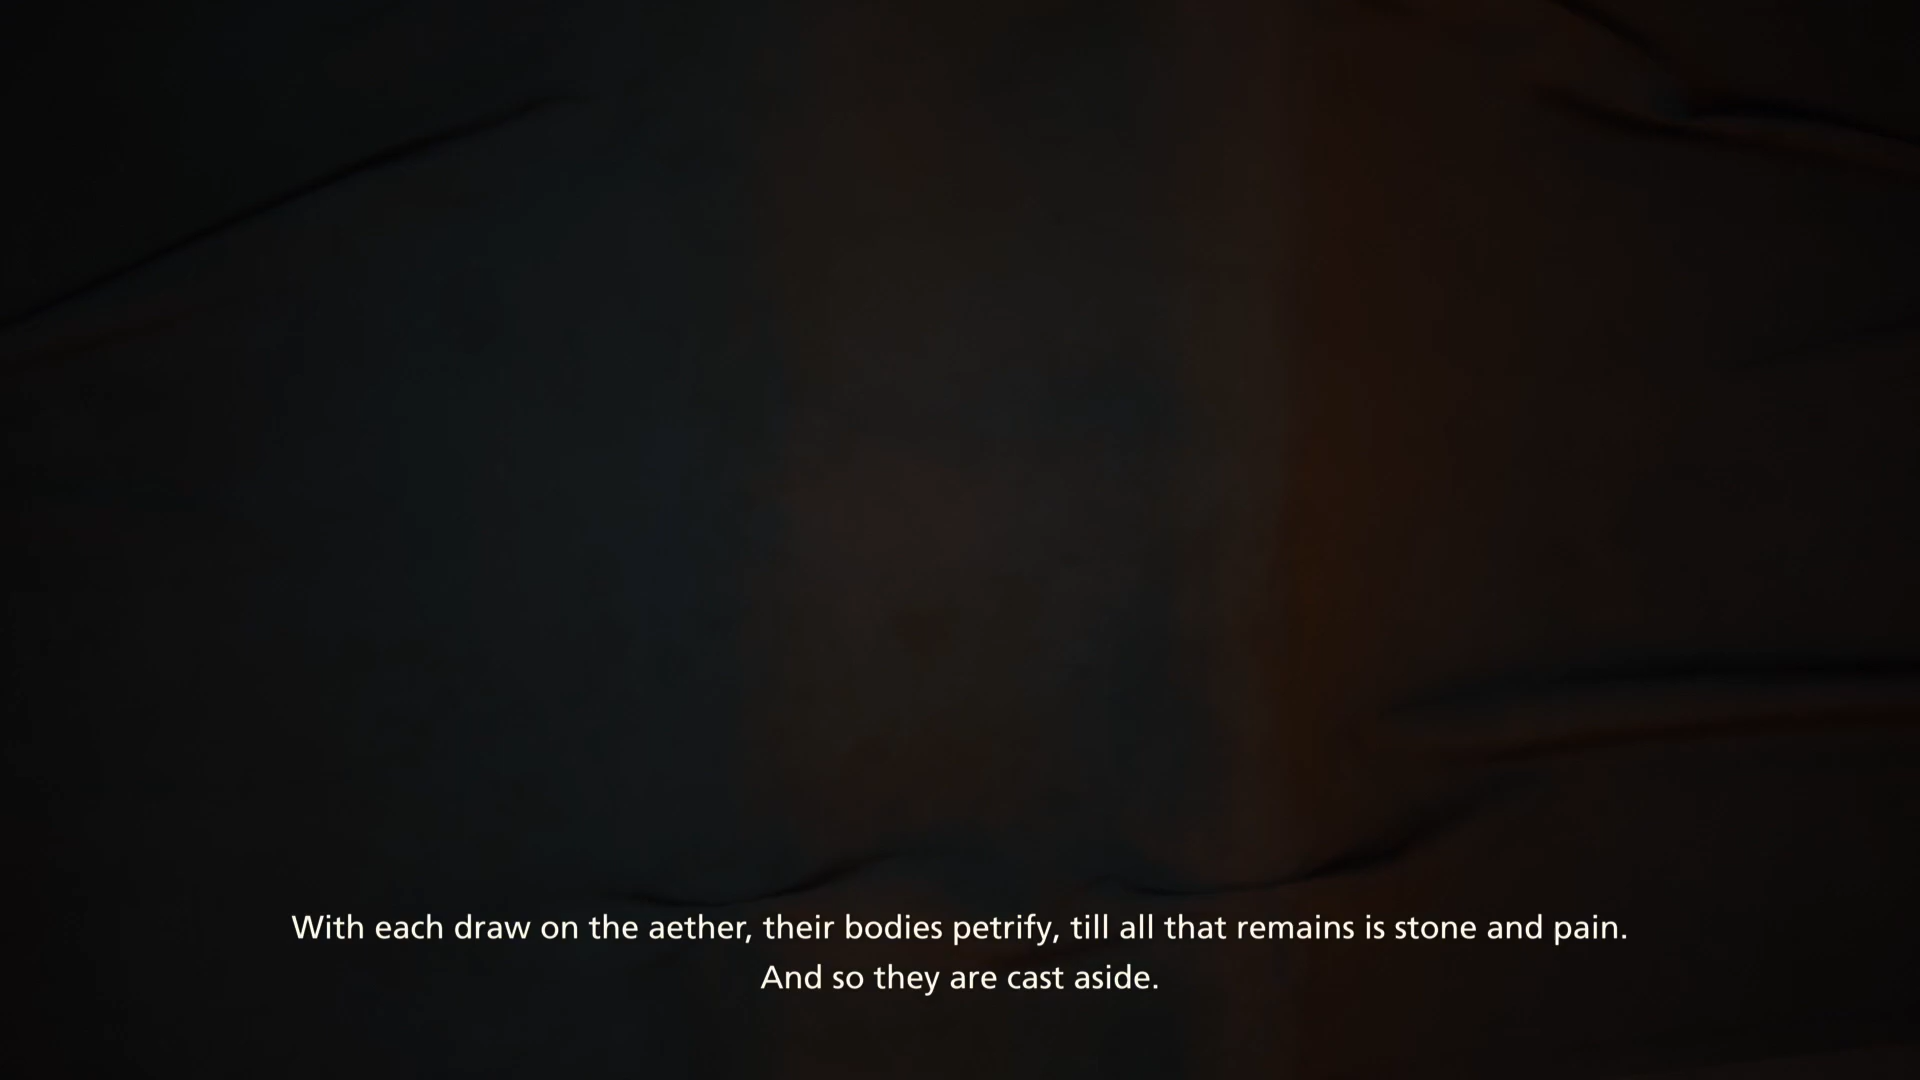 With each draw on the aether, their bodies petrify, till all that remains is stone and pain.
And so they are cast aside.